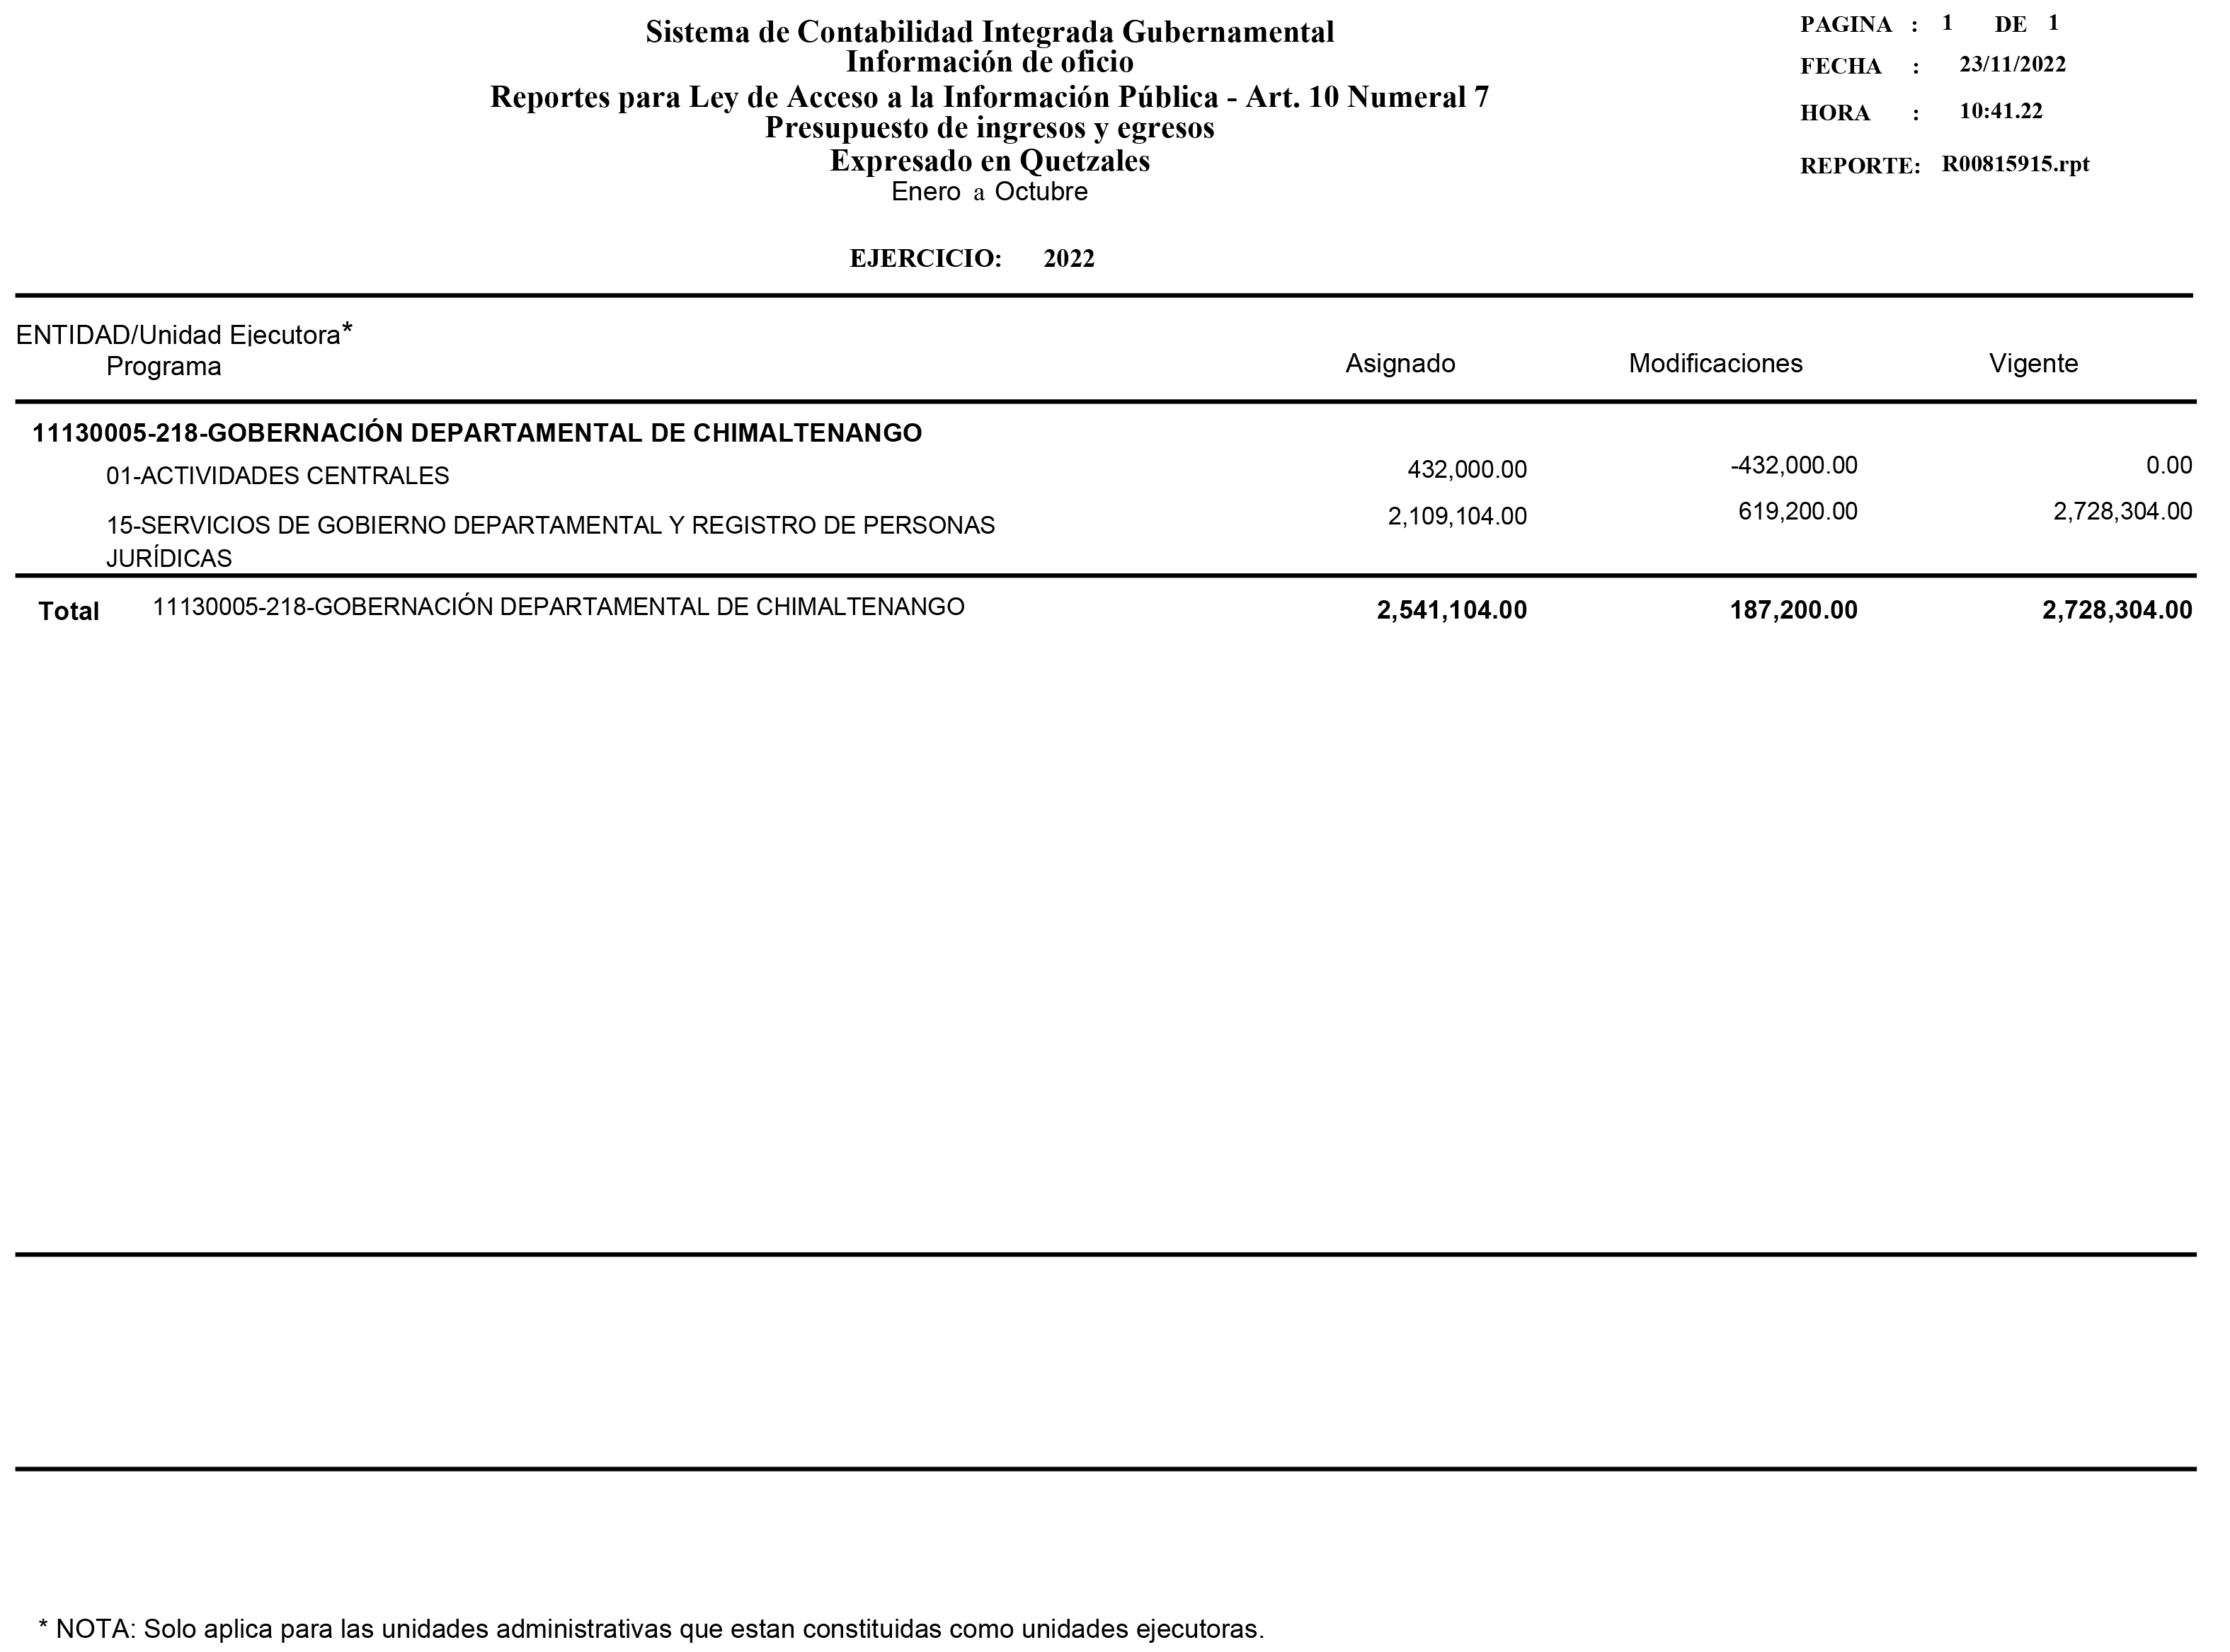 Sistema de Contabilidad Integrada Gubernamental
Información de oficio
Reportes para Ley de Acceso a la Información Pública - Art. 10 Numeral 7
Presupuesto de ingresos y egresos
Expresado en Quetzales
Enero a Octubre
EJERCICIO: 2022
PAGINA : 1 DE 1
FECHA : 23/11/2022
HORA : 10:41.22
REPORTE: R00815915.rpt
ENTIDAD/Unidad Ejecutora*
Programa Asignado Modificaciones Vigente
11130005-218-GOBERNACIÓN DEPARTAMENTAL DE CHIMALTENANGO
01-ACTIVIDADES CENTRALES 432,000.00 -432,000.00 0.00
15-SERVICIOS DE GOBIERNO DEPARTAMENTAL Y REGISTRO DE PERSONAS 2,109,104.00 619,200.00 2,728,304.00
JURÍDICAS
Total 11130005-218-GOBERNACIÓN DEPARTAMENTAL DE CHIMALTENANGO 2,541,104.00 187,200.00 2,728,304.00
* NOTA: Solo aplica para las unidades administrativas que estan constituidas como unidades ejecutoras.